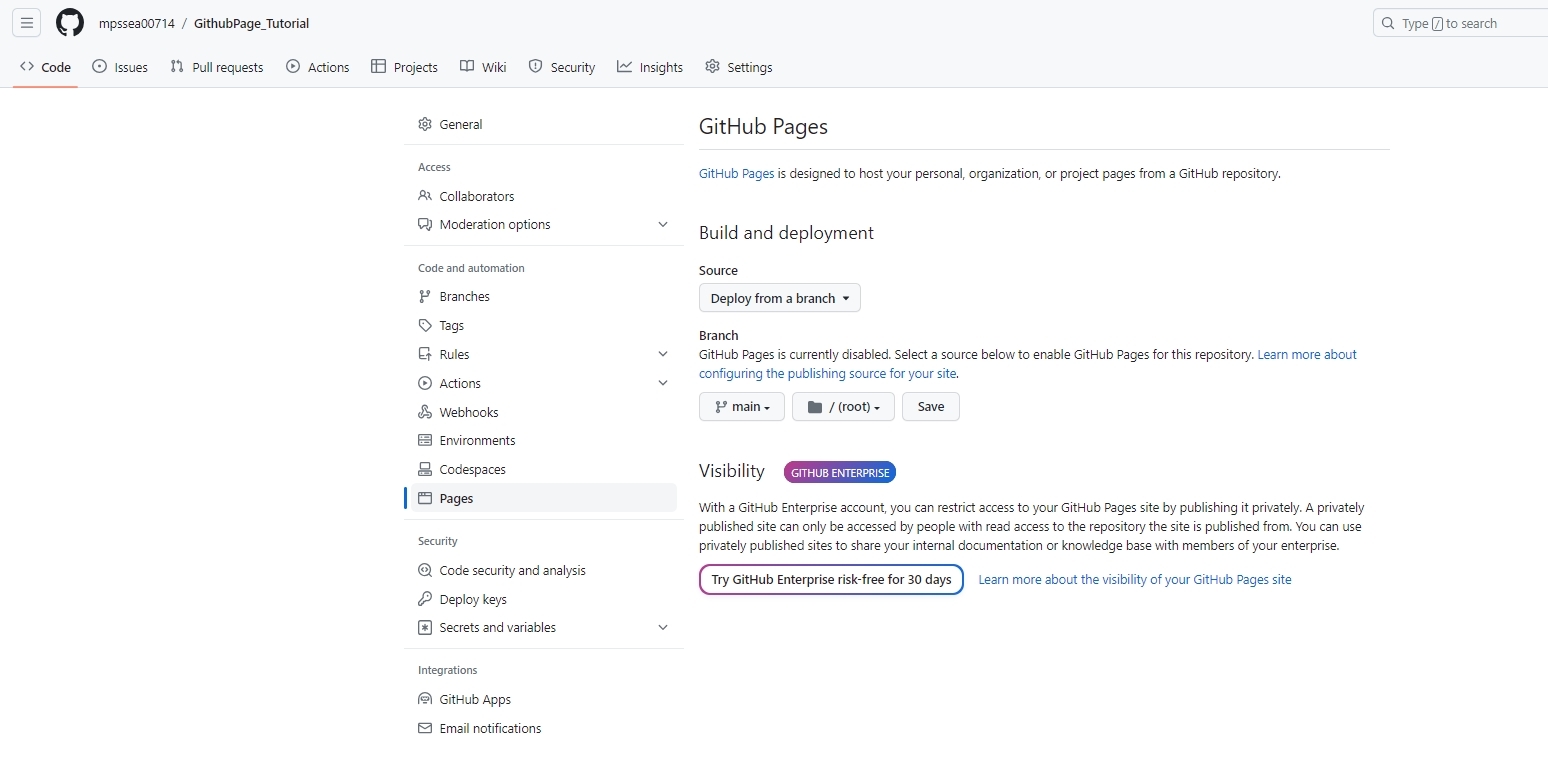 mpssea00714 / GithubPage_Tutorial
Type / to search
Code Issues Pull requests Actions Projects Wiki Security Insights Settings
General
Access
Collaborators
Moderation options
Code and automation
Branches
Tags
Rules
Actions
Webhooks
Environments
Codespaces
Pages
Security
Code security and analysis
Deploy keys
Secrets and variables
Integrations
GitHub Apps
Email notifications
GitHub Pages
GitHub Pages is designed to host your personal, organization, or project pages from a GitHub repository.
Build and deployment
Source
Deploy from a branch
Branch
GitHub Pages is currently disabled. Select a source below to enable GitHub Pages for this repository. Learn more about
configuring the publishing source for your site.
main / (root) Save
Visibility GITHUB ENTERPRISE
With a GitHub Enterprise account, you can restrict access to your GitHub Pages site by publishing it privately. A privately
published site can only be accessed by people with read access to the repository the site is published from. You can use
privately published sites to share your internal documentation or knowledge base with members of your enterprise.
Try GitHub Enterprise risk-free for 30 days Learn more about the visibility of your GitHub Pages site